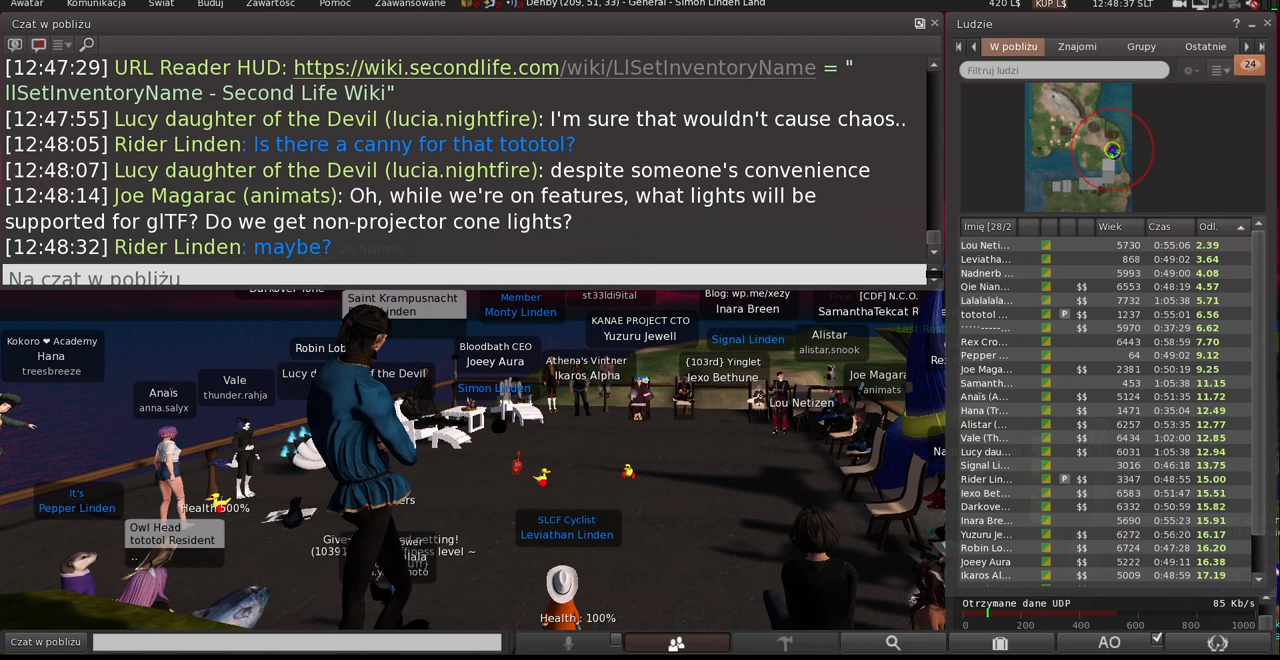 Awatar Komunikacja Świat Buduj Zawartość Pomoc Zaawansowane Denby (209, 51, 33) - General - Simon Linden Land 420 L$ KUP L$ 12:48:37 SLT
Czat w pobliżu
[12:47:29] URL Reader HUD: https://wiki.secondlife.com/wiki/LlSetInventoryName = "
llSetInventoryName - Second Life Wiki"
[12:47:55] Lucy daughter of the Devil (lucia.nightfire): I'm sure that wouldn't cause chaos..
[12:48:05] Rider Linden: Is there a canny for that tototol?
[12:48:07] Lucy daughter of the Devil (lucia.nightfire): despite someone's convenience
[12:48:14] Joe Magarac (animats): Oh, while we're on features, what lights will be
supported for glTF? Do we get non-projector cone lights?
[12:48:32] Rider Linden: maybe?
Na czat w pobliżu
Saint Krampusnacht
Linden
Member
Monty Linden
st33ldi9ital
Blog: wp.me/xezy
Inara Breen
[CDF] N.C.O.
SamanthaTekcat R
KANAE PROJECT CTO
Yuzuru Jewell
Signal Linden
Alistar
alistar.snook
Kokoro ❤ Academy
Hana
treesbreeze
Robin Lob
Bloodbath CEO
Joeey Aura
Athena's Vintner
Ikaros Alpha
{103rd} Yinglet
Iexo Bethune
Joe Magara
animats
Anaïs
anna.salyx
Vale
thunder.rahja
Lucy d
of the Devil
Simon Linden
Lou Netizen
It's
Pepper Linden
Health 500%
Owl Head
tototol Resident
..
SLCF Cyclist
Leviathan Linden
Health : 100%
Czat w pobliżu
Ludzie
? _ ×
W pobliżu Znajomi Grupy Ostatnie
Filtruj ludzi
24
Imię [28/2 Wiek Czas Odl.
Lou Neti... 5730 0:55:06 2.39
Leviatha... 868 0:49:02 3.64
Nadnerb ... 5993 0:49:00 4.08
Qie Nian... $$ 6553 0:48:19 4.57
Lalalalala... $$ 7732 1:05:38 5.71
tototol ... P $$ 1237 0:55:01 6.56
$$ 5970 0:37:29 6.62
Rex Cro... 6443 0:58:59 7.70
Pepper ... 64 0:49:02 9.12
Joe Maga... $$ 2381 0:50:19 9.25
Samanth... 453 1:05:38 11.15
Anaïs (A... $$ 5124 0:51:35 11.72
Hana (Tr... $$ 1471 0:35:04 12.49
Alistar (... $$ 6257 0:53:35 12.77
Vale (Th... $$ 6434 1:02:00 12.85
Lucy dau... $$ 6031 1:05:38 12.94
Signal Li... 3016 0:46:18 13.75
Rider Lin... P $$ 3347 0:48:55 15.00
Iexo Bet... $$ 6583 0:51:47 15.51
Darkove... $$ 6332 0:50:59 15.82
Inara Bre... 5690 0:55:23 15.91
Yuzuru Je... $$ 6272 0:56:20 16.17
Robin Lo... $$ 6724 0:47:28 16.20
Joeey Aura $$ 5222 0:49:11 16.38
Ikaros Al... $$ 5009 0:48:59 17.19
Otrzymane dane UDP 85 Kb/s
0 200 400 600 800 1000
AO